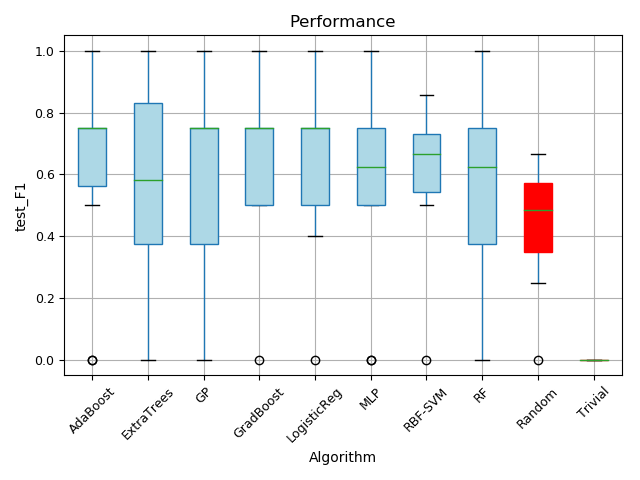 Performance
1.0
0.8
0.6
0.4
0.2
0.0
test_F1
AdaBoost
ExtraTrees
GP
GradBoost
LogisticReg
MLP
RBF-SVM
RF
Random
Trivial
Algorithm